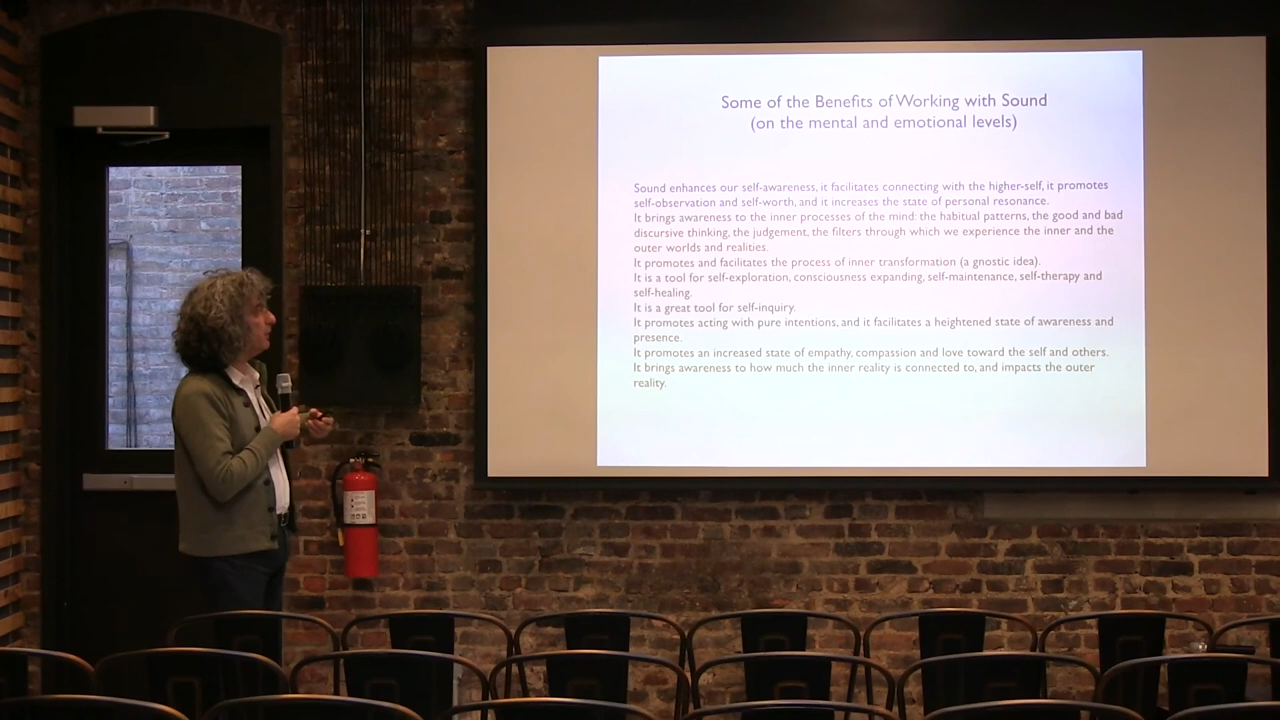 Some of the Benefits of Working with Sound
(on the mental and emotional levels)
Sound enhances our self-awareness, it facilitates connecting with the higher-self, it promotes
self-observation and self-worth, and it increases the state of personal resonance.
It brings awareness to the inner processes of the mind: the habitual patterns, the good and bad
discursive thinking, the judgement, the filters through which we experience the inner and the
outer worlds and realities.
It promotes and facilitates the process of inner transformation (a gnostic idea).
It is a tool for self-exploration, consciousness expanding, self-maintenance, self-therapy and
self-healing.
It is a great tool for self-inquiry.
It promotes acting with pure intentions, and it facilitates a heightened state of awareness and
presence.
It promotes an increased state of empathy, compassion and love toward the self and others.
It brings awareness to how much the inner reality is connected to, and impacts the outer
reality.